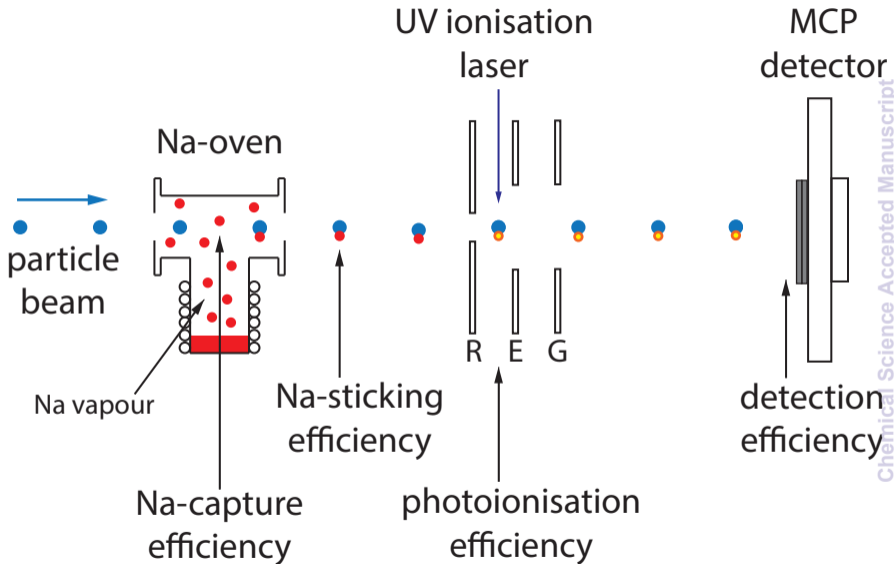 UV ionisation
laser
MCP
detector
Na-oven
particle
beam
R E G
Na vapour
Na-sticking
efficiency
detection
efficiency
Na-capture
efficiency
photoionisation
efficiency
Chemical Science Accepted Manuscript